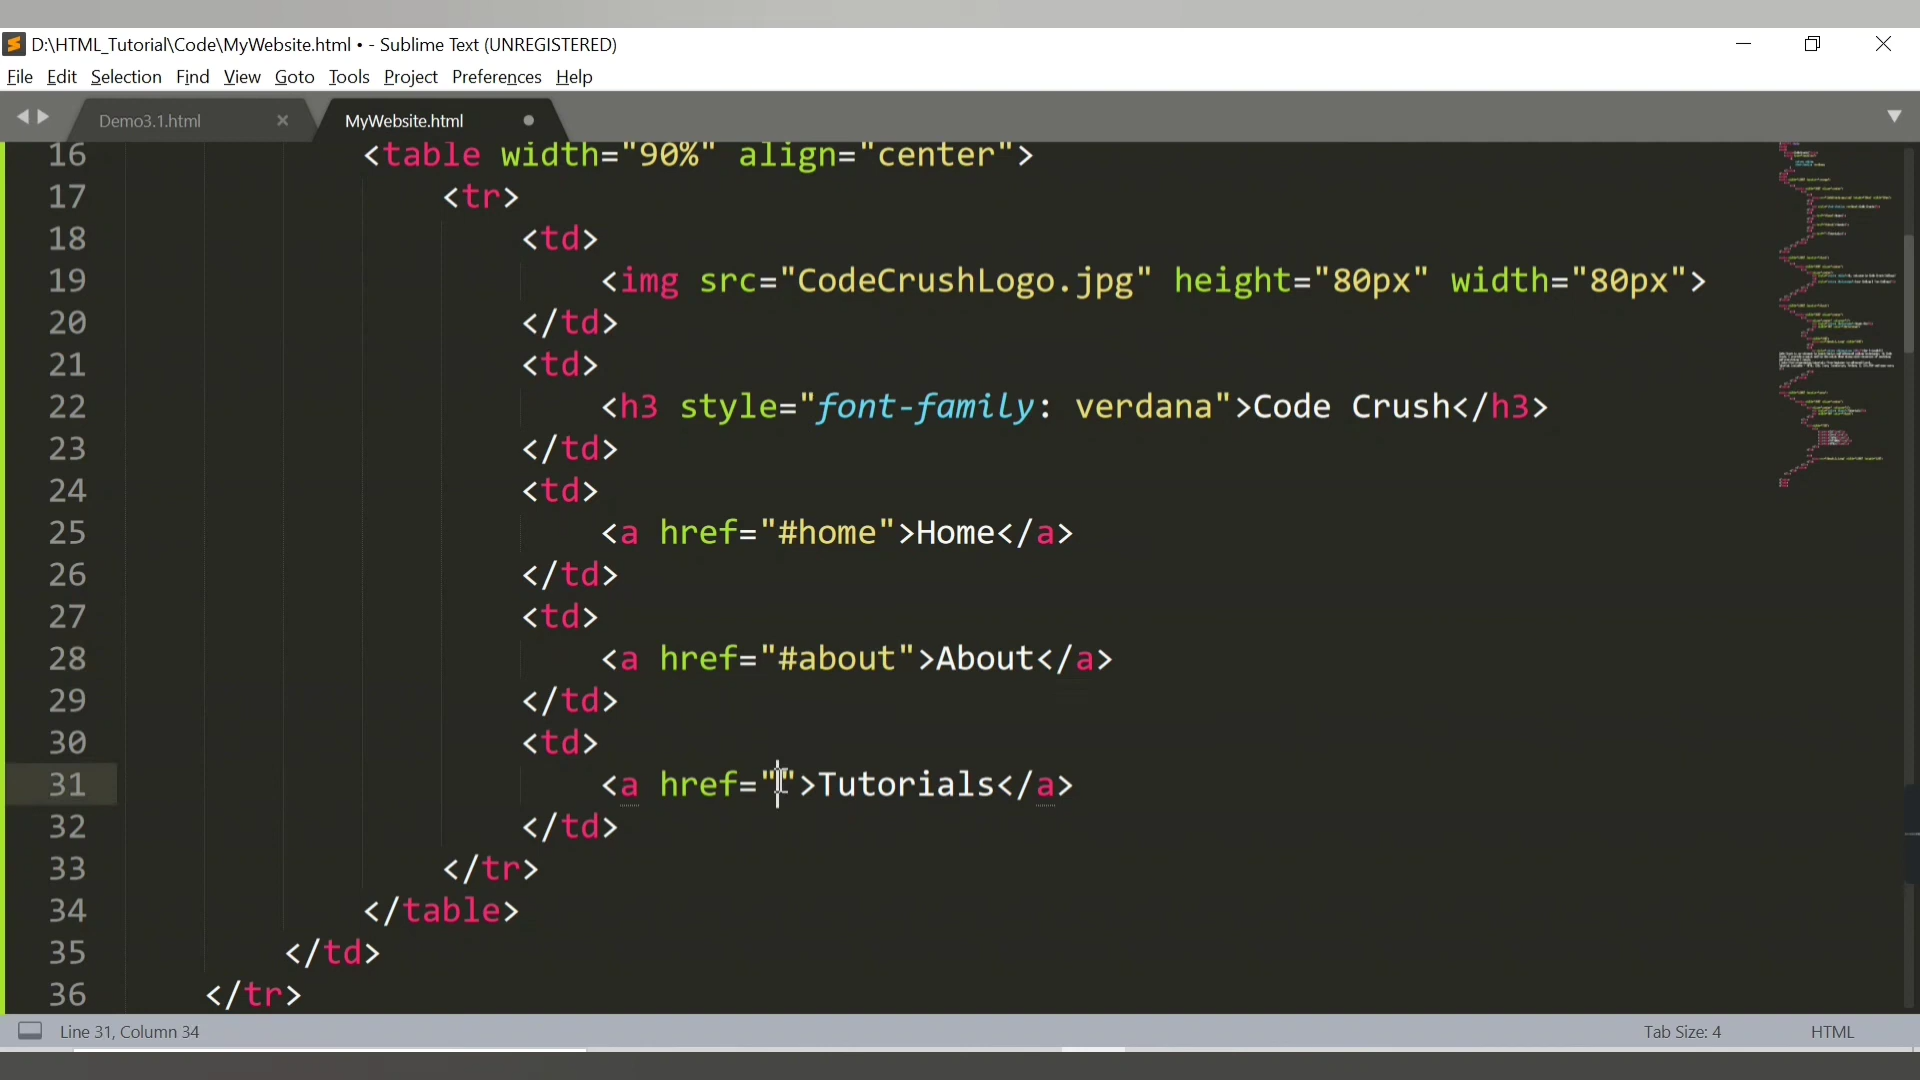 D:\HTML_Tutorial\Code\MyWebsite.html • - Sublime Text (UNREGISTERED)
File Edit Selection Find View Goto Tools Project Preferences Help
Demo3.1.html MyWebsite.html
16 <table width="90%" align="center">
17 <tr>
18 <td>
19 <img src="CodeCrushLogo.jpg" height="80px" width="80px">
20 </td>
21 <td>
22 <h3 style="font-family: verdana">Code Crush</h3>
23 </td>
24 <td>
25 <a href="#home">Home</a>
26 </td>
27 <td>
28 <a href="#about">About</a>
29 </td>
30 <td>
31 <a href="">Tutorials</a>
32 </td>
33 </tr>
34 </table>
35 </td>
36 </tr>
Line 31, Column 34 Tab Size: 4 HTML